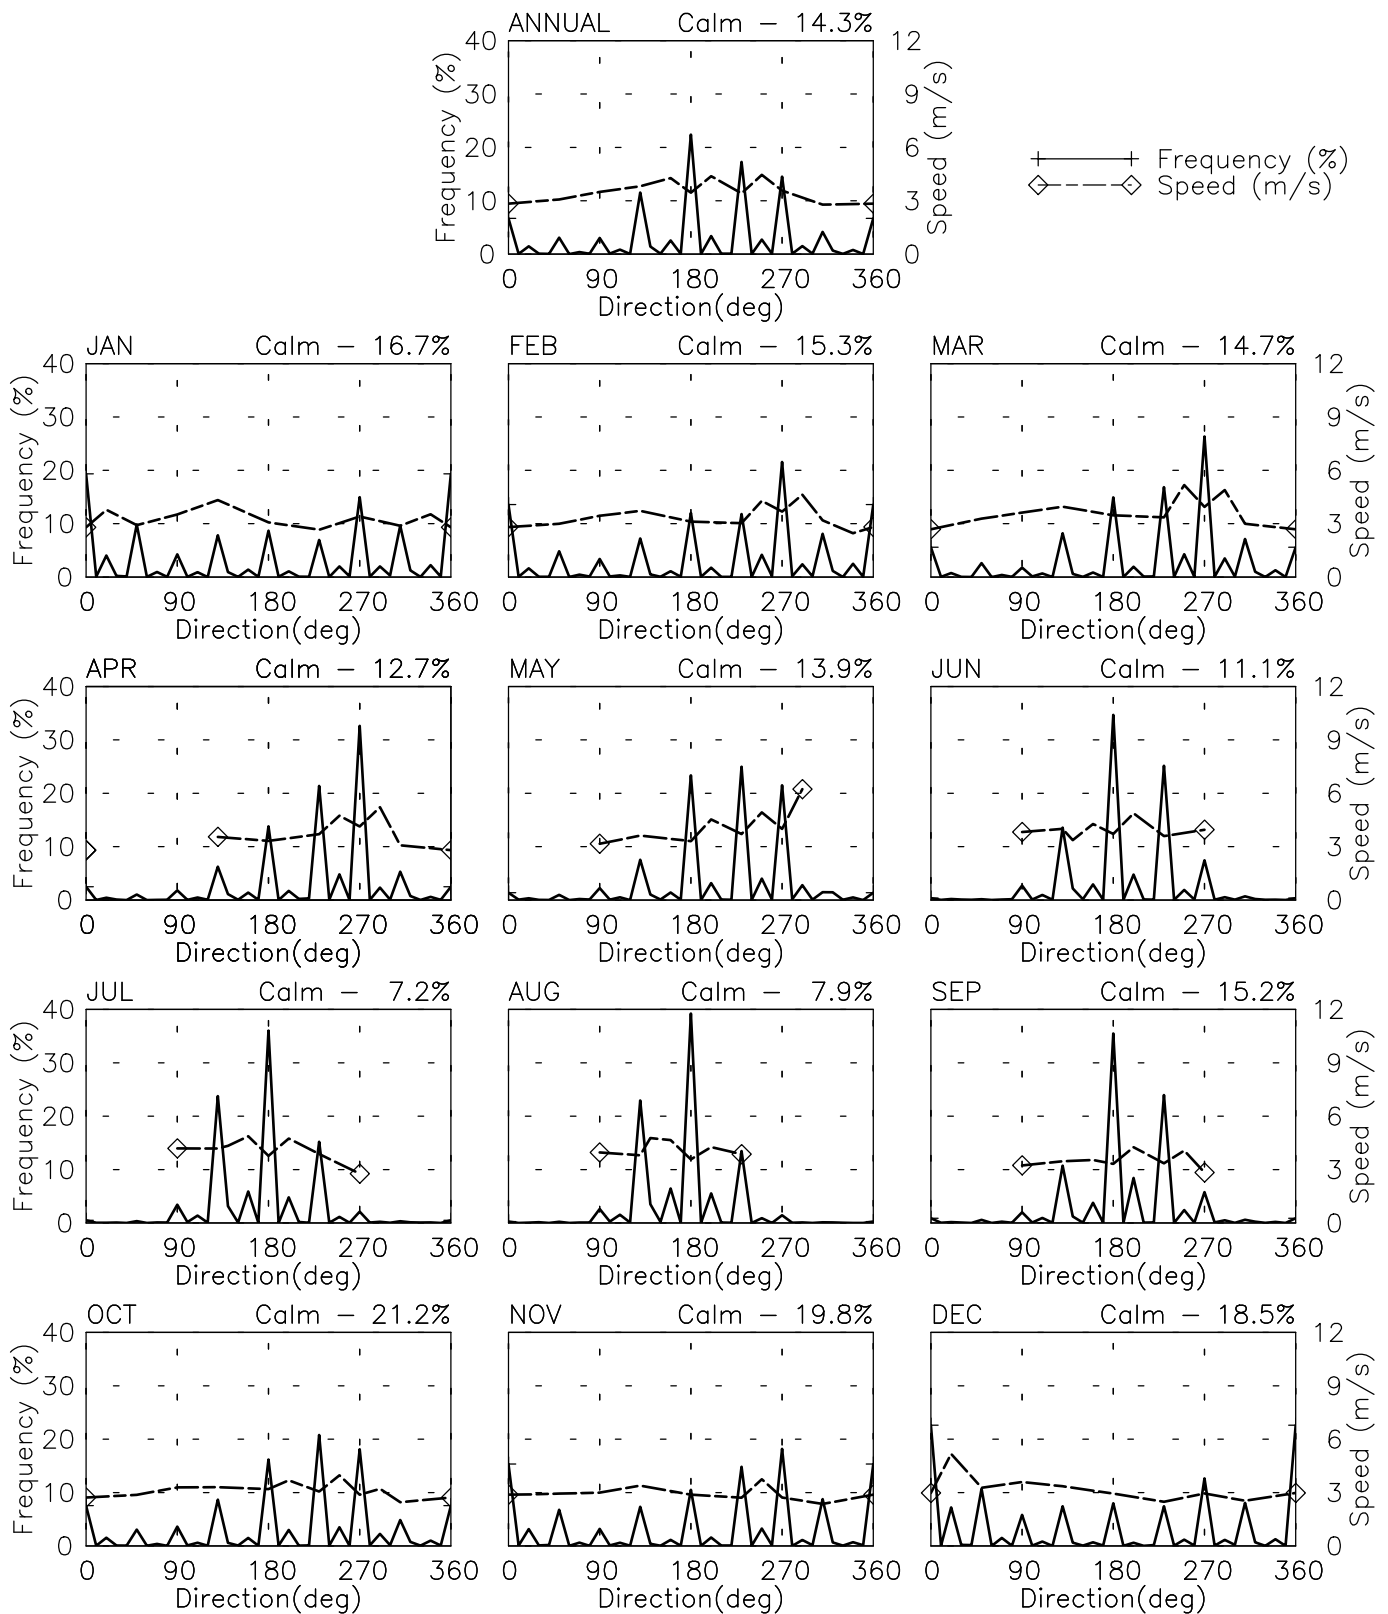 ANNUAL Calm - 14.3%
40 12
30 9
20 6
10 3
0 0
Frequency (%)
Speed (m/s)
0 90 180 270 360
Direction(deg)
Frequency (%)
Speed (m/s)
JAN Calm - 16.7% FEB Calm - 15.3% MAR Calm - 14.7%
40 12
30 9
20 6
10 3
0 0
Frequency (%)
Speed (m/s)
0 90 180 270 360 0 90 180 270 360 0 90 180 270 360
Direction(deg) Direction(deg) Direction(deg)
APR Calm - 12.7% MAY Calm - 13.9% JUN Calm - 11.1%
40 12
30 9
20 6
10 3
0 0
Frequency (%)
Speed (m/s)
0 90 180 270 360 0 90 180 270 360 0 90 180 270 360
Direction(deg) Direction(deg) Direction(deg)
JUL Calm - 7.2% AUG Calm - 7.9% SEP Calm - 15.2%
40 12
30 9
20 6
10 3
0 0
Frequency (%)
Speed (m/s)
0 90 180 270 360 0 90 180 270 360 0 90 180 270 360
Direction(deg) Direction(deg) Direction(deg)
OCT Calm - 21.2% NOV Calm - 19.8% DEC Calm - 18.5%
40 12
30 9
20 6
10 3
0 0
Frequency (%)
Speed (m/s)
0 90 180 270 360 0 90 180 270 360 0 90 180 270 360
Direction(deg) Direction(deg) Direction(deg)